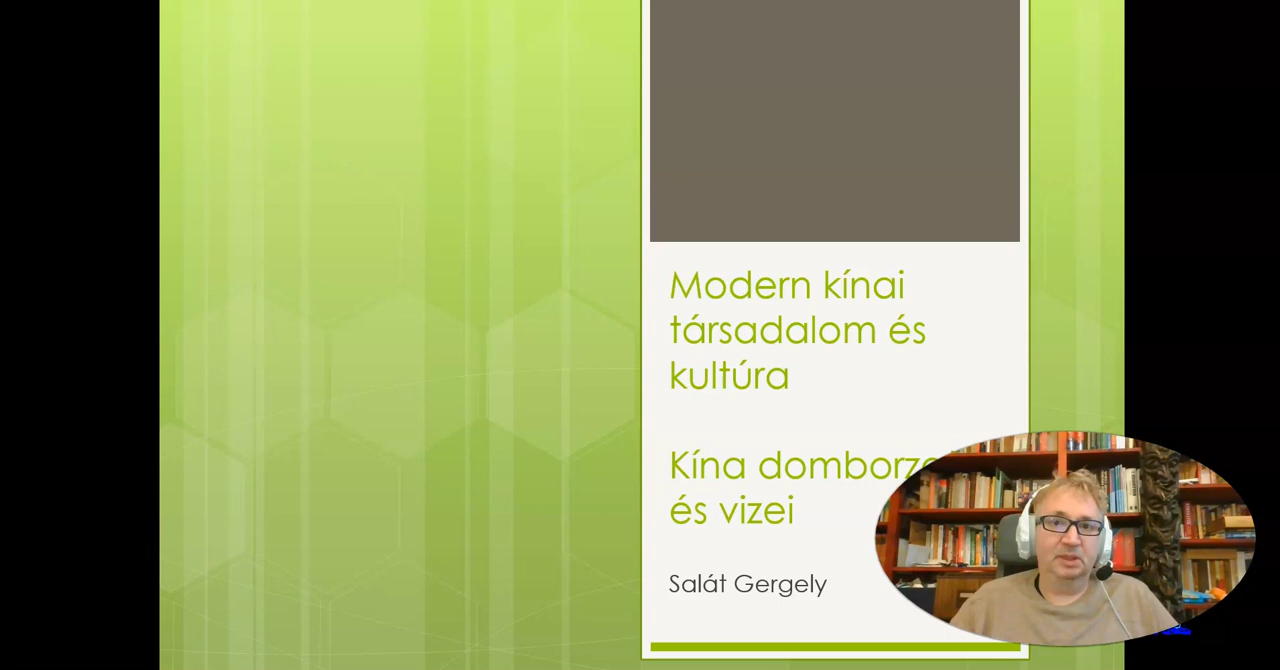 Modern kínai
társadalom és
kultúra
Kína
és vizei
Salát Gergely